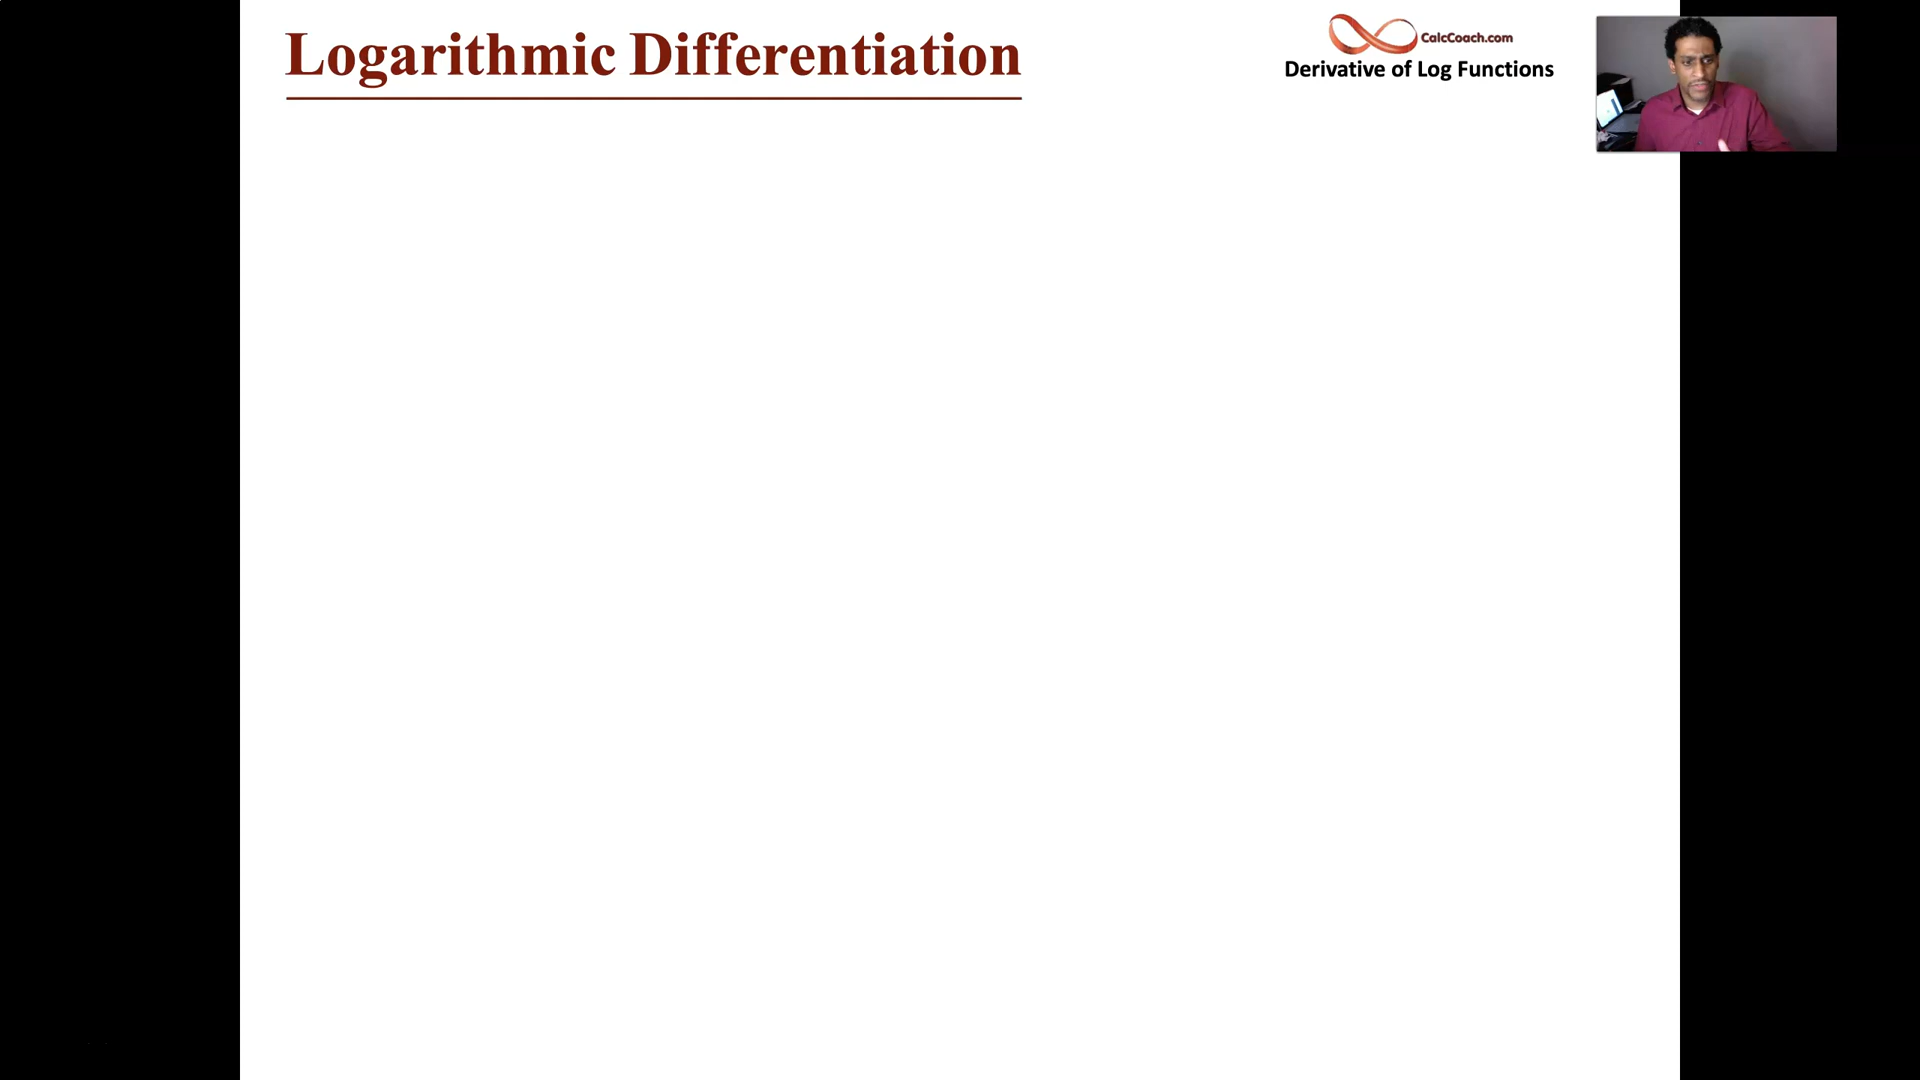 Logarithmic Differentiation
CalcCoach.com
Derivative of Log Functions